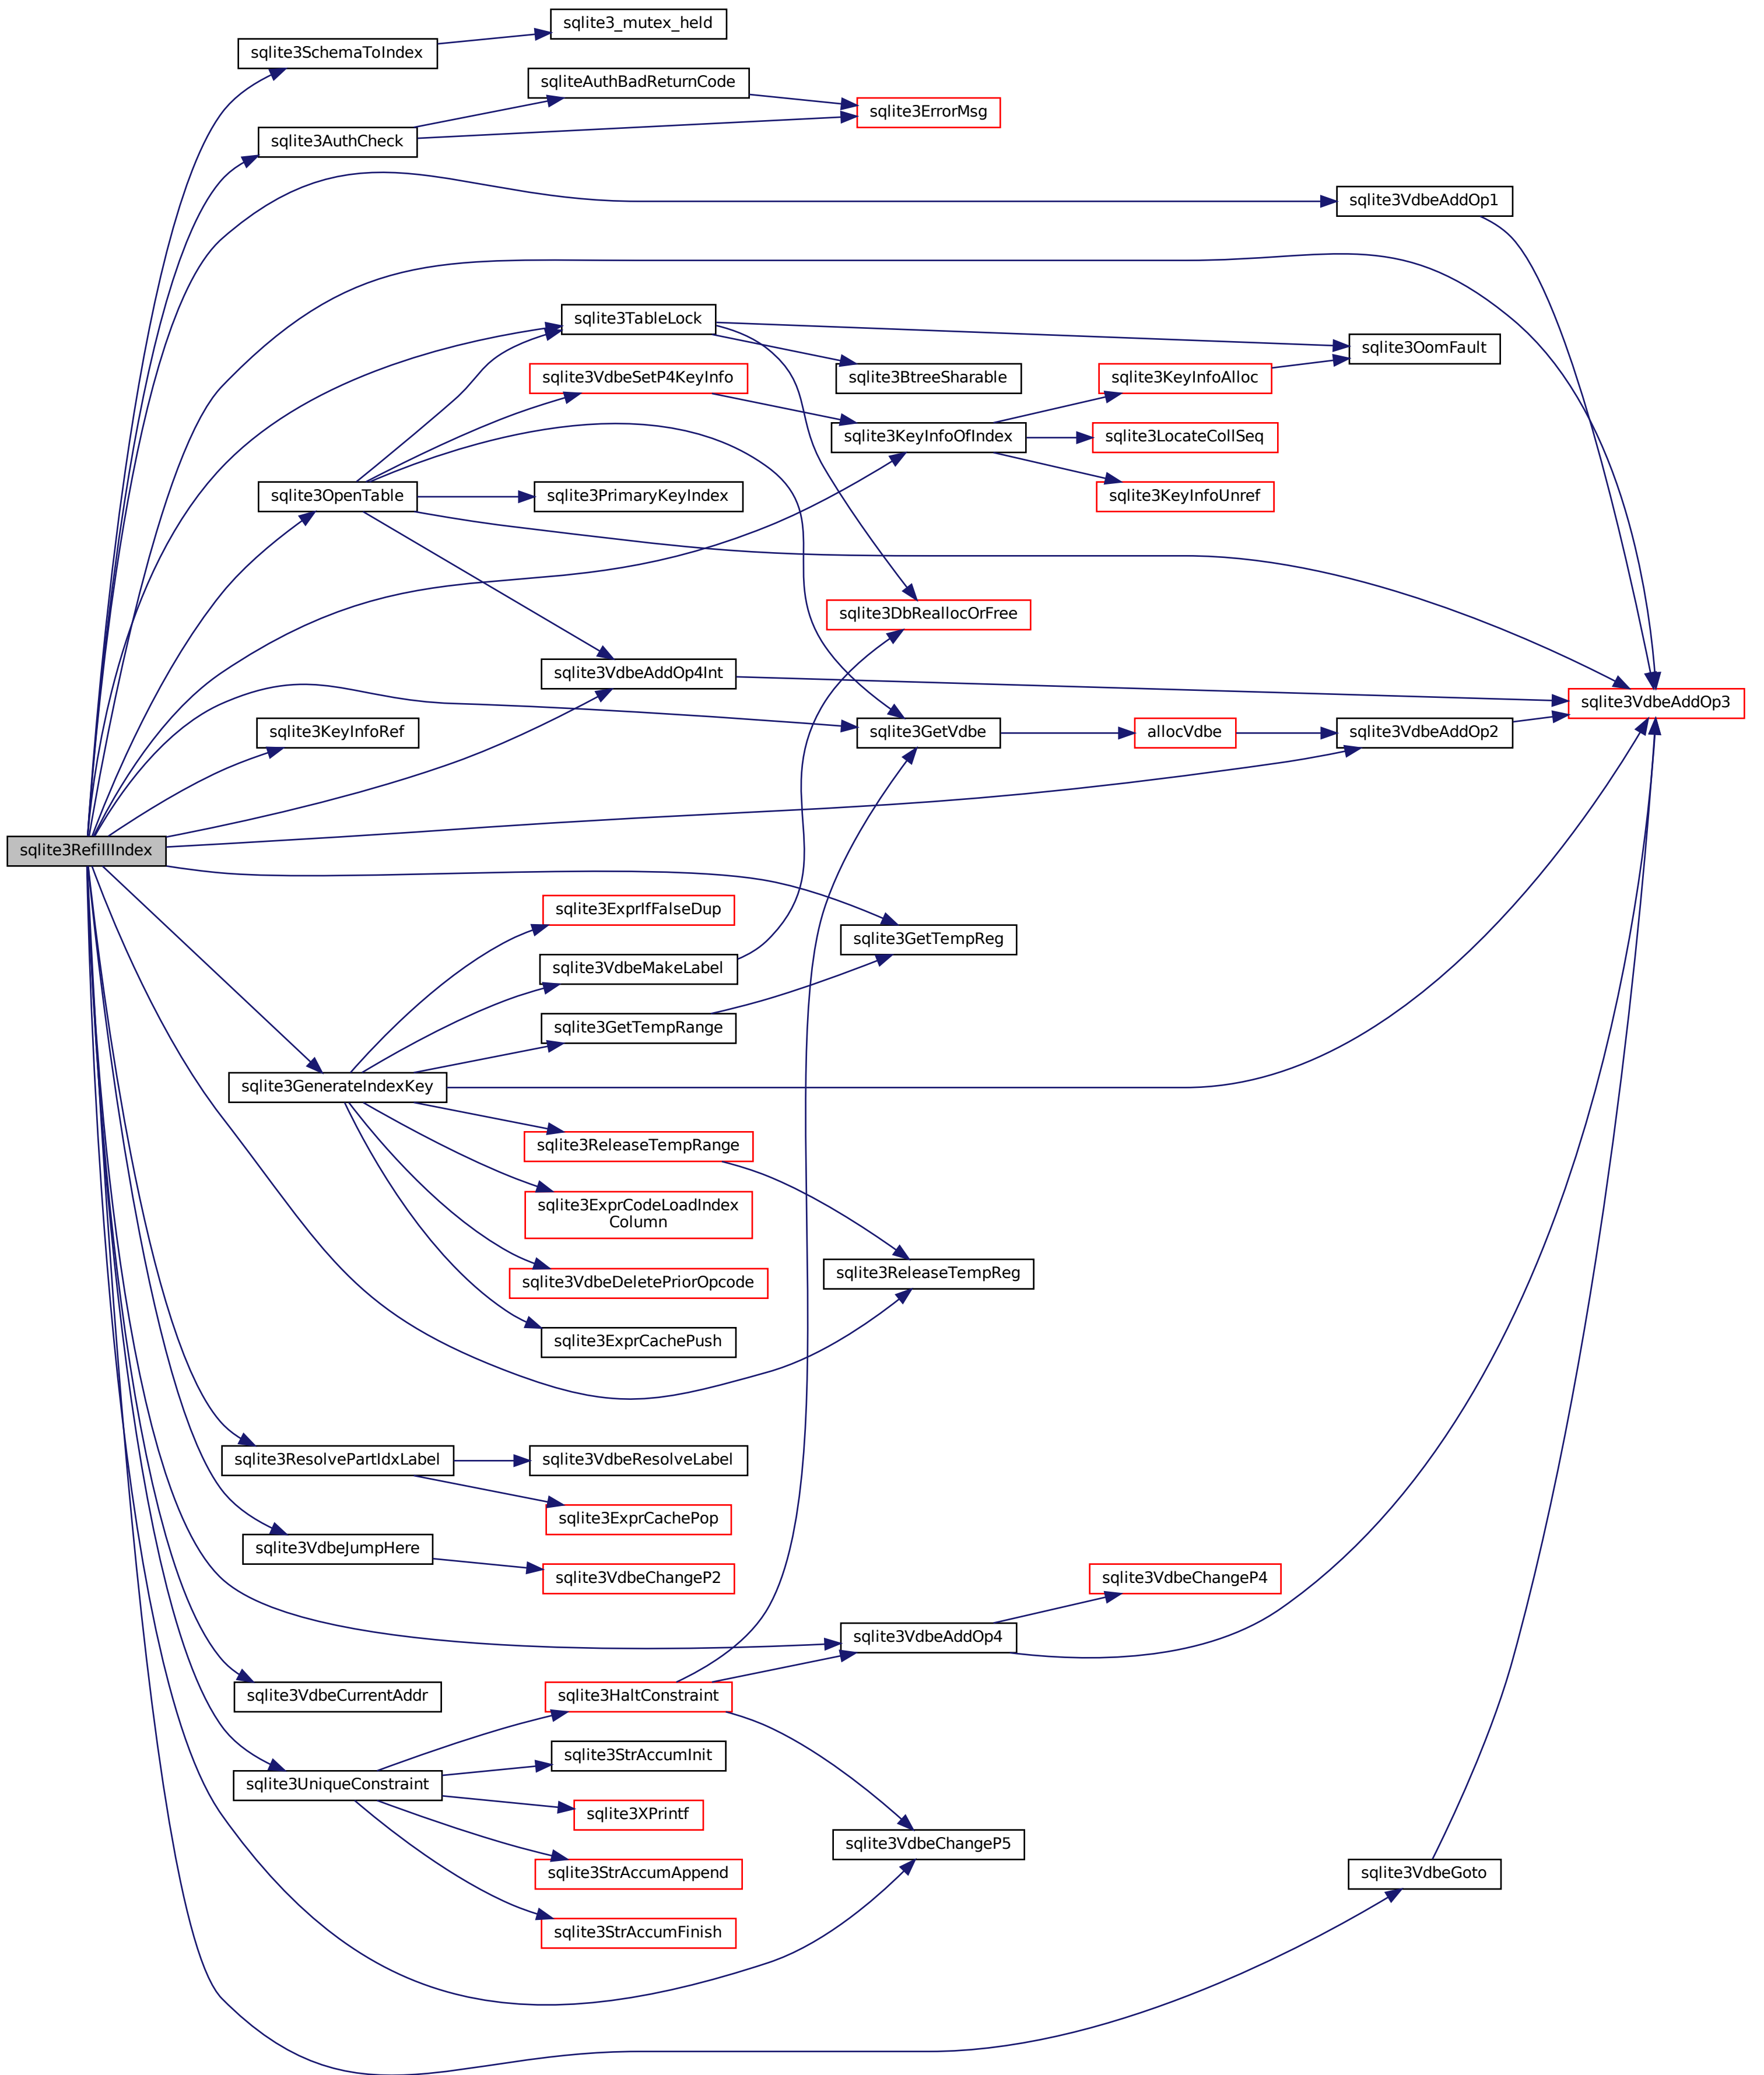 sqlite3_mutex_held
sqlite3SchemaToIndex
sqliteAuthBadReturnCode
sqlite3ErrorMsg
sqlite3AuthCheck
sqlite3VdbeAddOp1
sqlite3TableLock
sqlite3OomFault
sqlite3VdbeSetP4KeyInfo
sqlite3BtreeSharable
sqlite3KeyInfoAlloc
sqlite3KeyInfoOfIndex
sqlite3LocateCollSeq
sqlite3OpenTable
sqlite3PrimaryKeyIndex
sqlite3KeyInfoUnref
sqlite3DbReallocOrFree
sqlite3VdbeAddOp4Int
sqlite3VdbeAddOp3
sqlite3KeyInfoRef
sqlite3GetVdbe
allocVdbe
sqlite3VdbeAddOp2
sqlite3RefillIndex
sqlite3ExprIfFalseDup
sqlite3GetTempReg
sqlite3VdbeMakeLabel
sqlite3GetTempRange
sqlite3GenerateIndexKey
sqlite3ReleaseTempRange
sqlite3ExprCodeLoadIndex
Column
sqlite3VdbeDeletePriorOpcode
sqlite3ReleaseTempReg
sqlite3ExprCachePush
sqlite3ResolvePartIdxLabel
sqlite3VdbeResolveLabel
sqlite3ExprCachePop
sqlite3VdbeJumpHere
sqlite3VdbeChangeP2
sqlite3VdbeChangeP4
sqlite3VdbeAddOp4
sqlite3VdbeCurrentAddr
sqlite3HaltConstraint
sqlite3StrAccumInit
sqlite3UniqueConstraint
sqlite3XPrintf
sqlite3VdbeChangeP5
sqlite3StrAccumAppend
sqlite3VdbeGoto
sqlite3StrAccumFinish